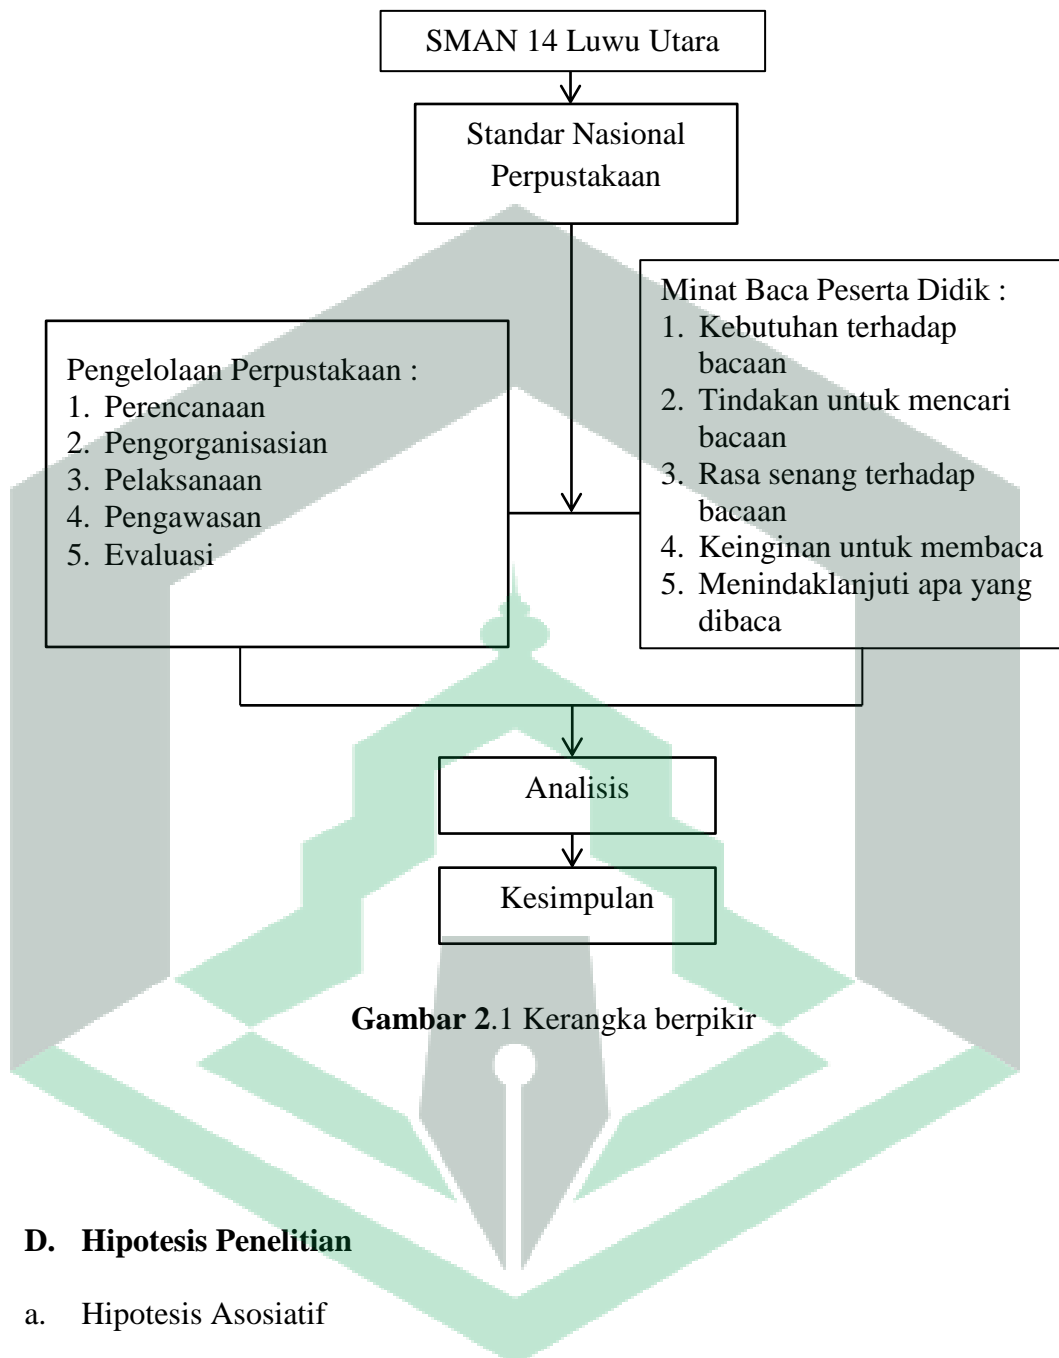 SMAN 14 Luwu Utara
Standar Nasional
Perpustakaan
Pengelolaan Perpustakaan :
1. Perencanaan
2. Pengorganisasian
3. Pelaksanaan
4. Pengawasan
5. Evaluasi
Minat Baca Peserta Didik :
1. Kebutuhan terhadap
bacaan
2. Tindakan untuk mencari
bacaan
3. Rasa senang terhadap
bacaan
4. Keinginan untuk membaca
5. Menindaklanjuti apa yang
dibaca
Analisis
Kesimpulan
Gambar 2.1 Kerangka berpikir
D. Hipotesis Penelitian
a. Hipotesis Asosiatif